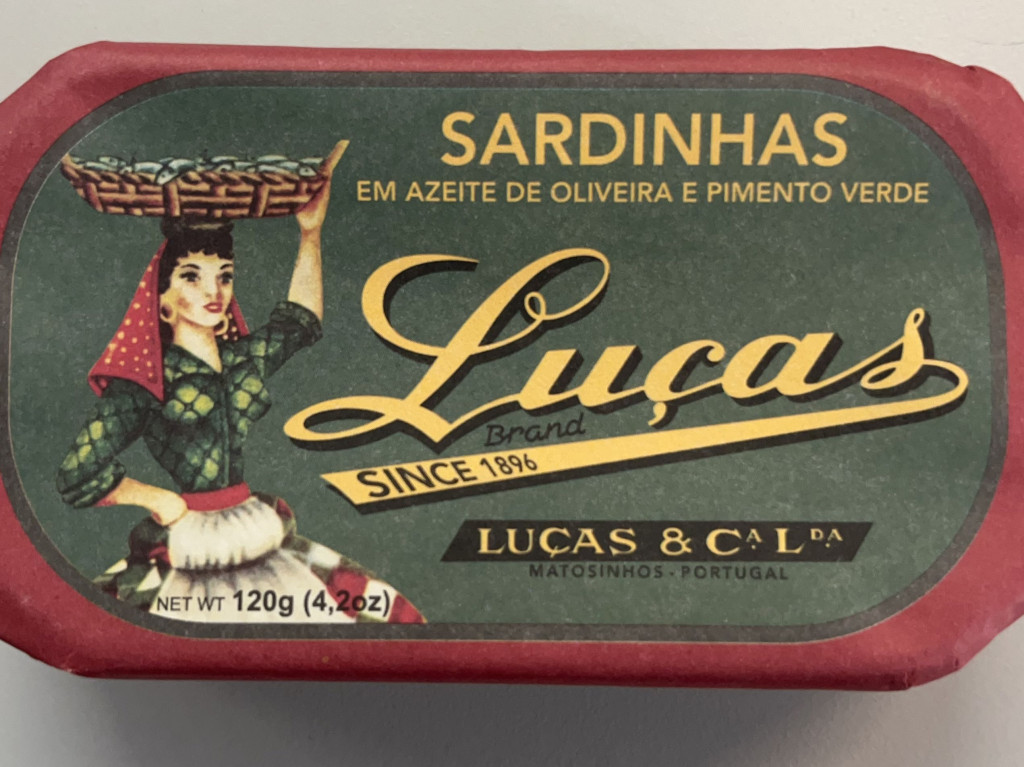 SARDINHAS
EM AZEITE DE OLIVEIRA E PIMENTO VERDE
Luças
Brand
SINCE 1896
LUÇAS & Cᴬ Lᴰᴬ
MATOSINHOS - PORTUGAL
NET WT 120g (4,2oz)